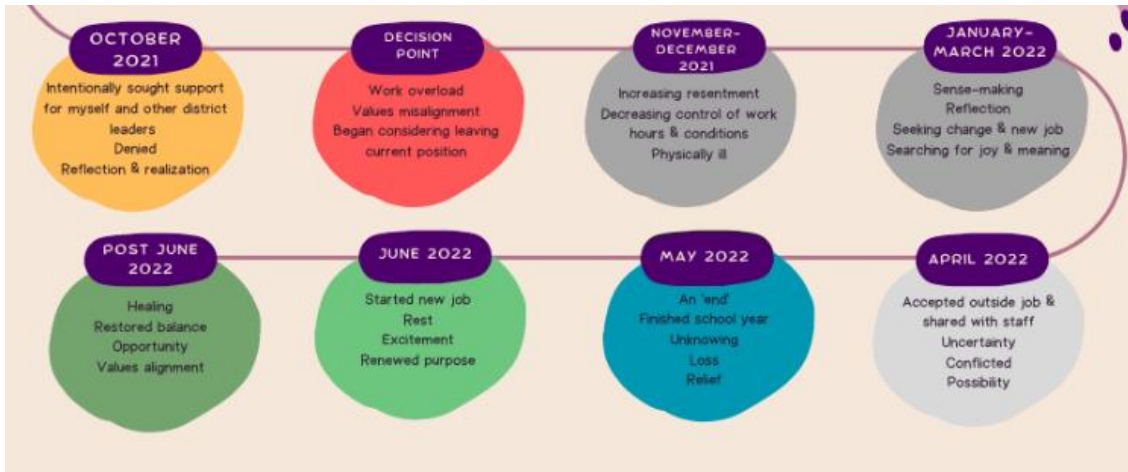 OCTOBER
2021
Intentionally sought support
for myself and other district
leaders
Denied
Reflection & realization
DECISION
POINT
Work overload
Values misalignment
Began considering leaving
current position
NOVEMBER-
DECEMBER
2021
Increasing resentment
Decreasing control of work
hours & conditions
Physically ill
JANUARY-
MARCH 2022
Sense-making
Reflection
Seeking change & new job
Searching for joy & meaning
APRIL 2022
Accepted outside job &
shared with staff
Uncertainty
Conflicted
Possibility
MAY 2022
An 'end'
Finished school year
Unknowing
Loss
Relief
JUNE 2022
Started new job
Rest
Excitement
Renewed purpose
POST JUNE
2022
Healing
Restored balance
Opportunity
Values alignment